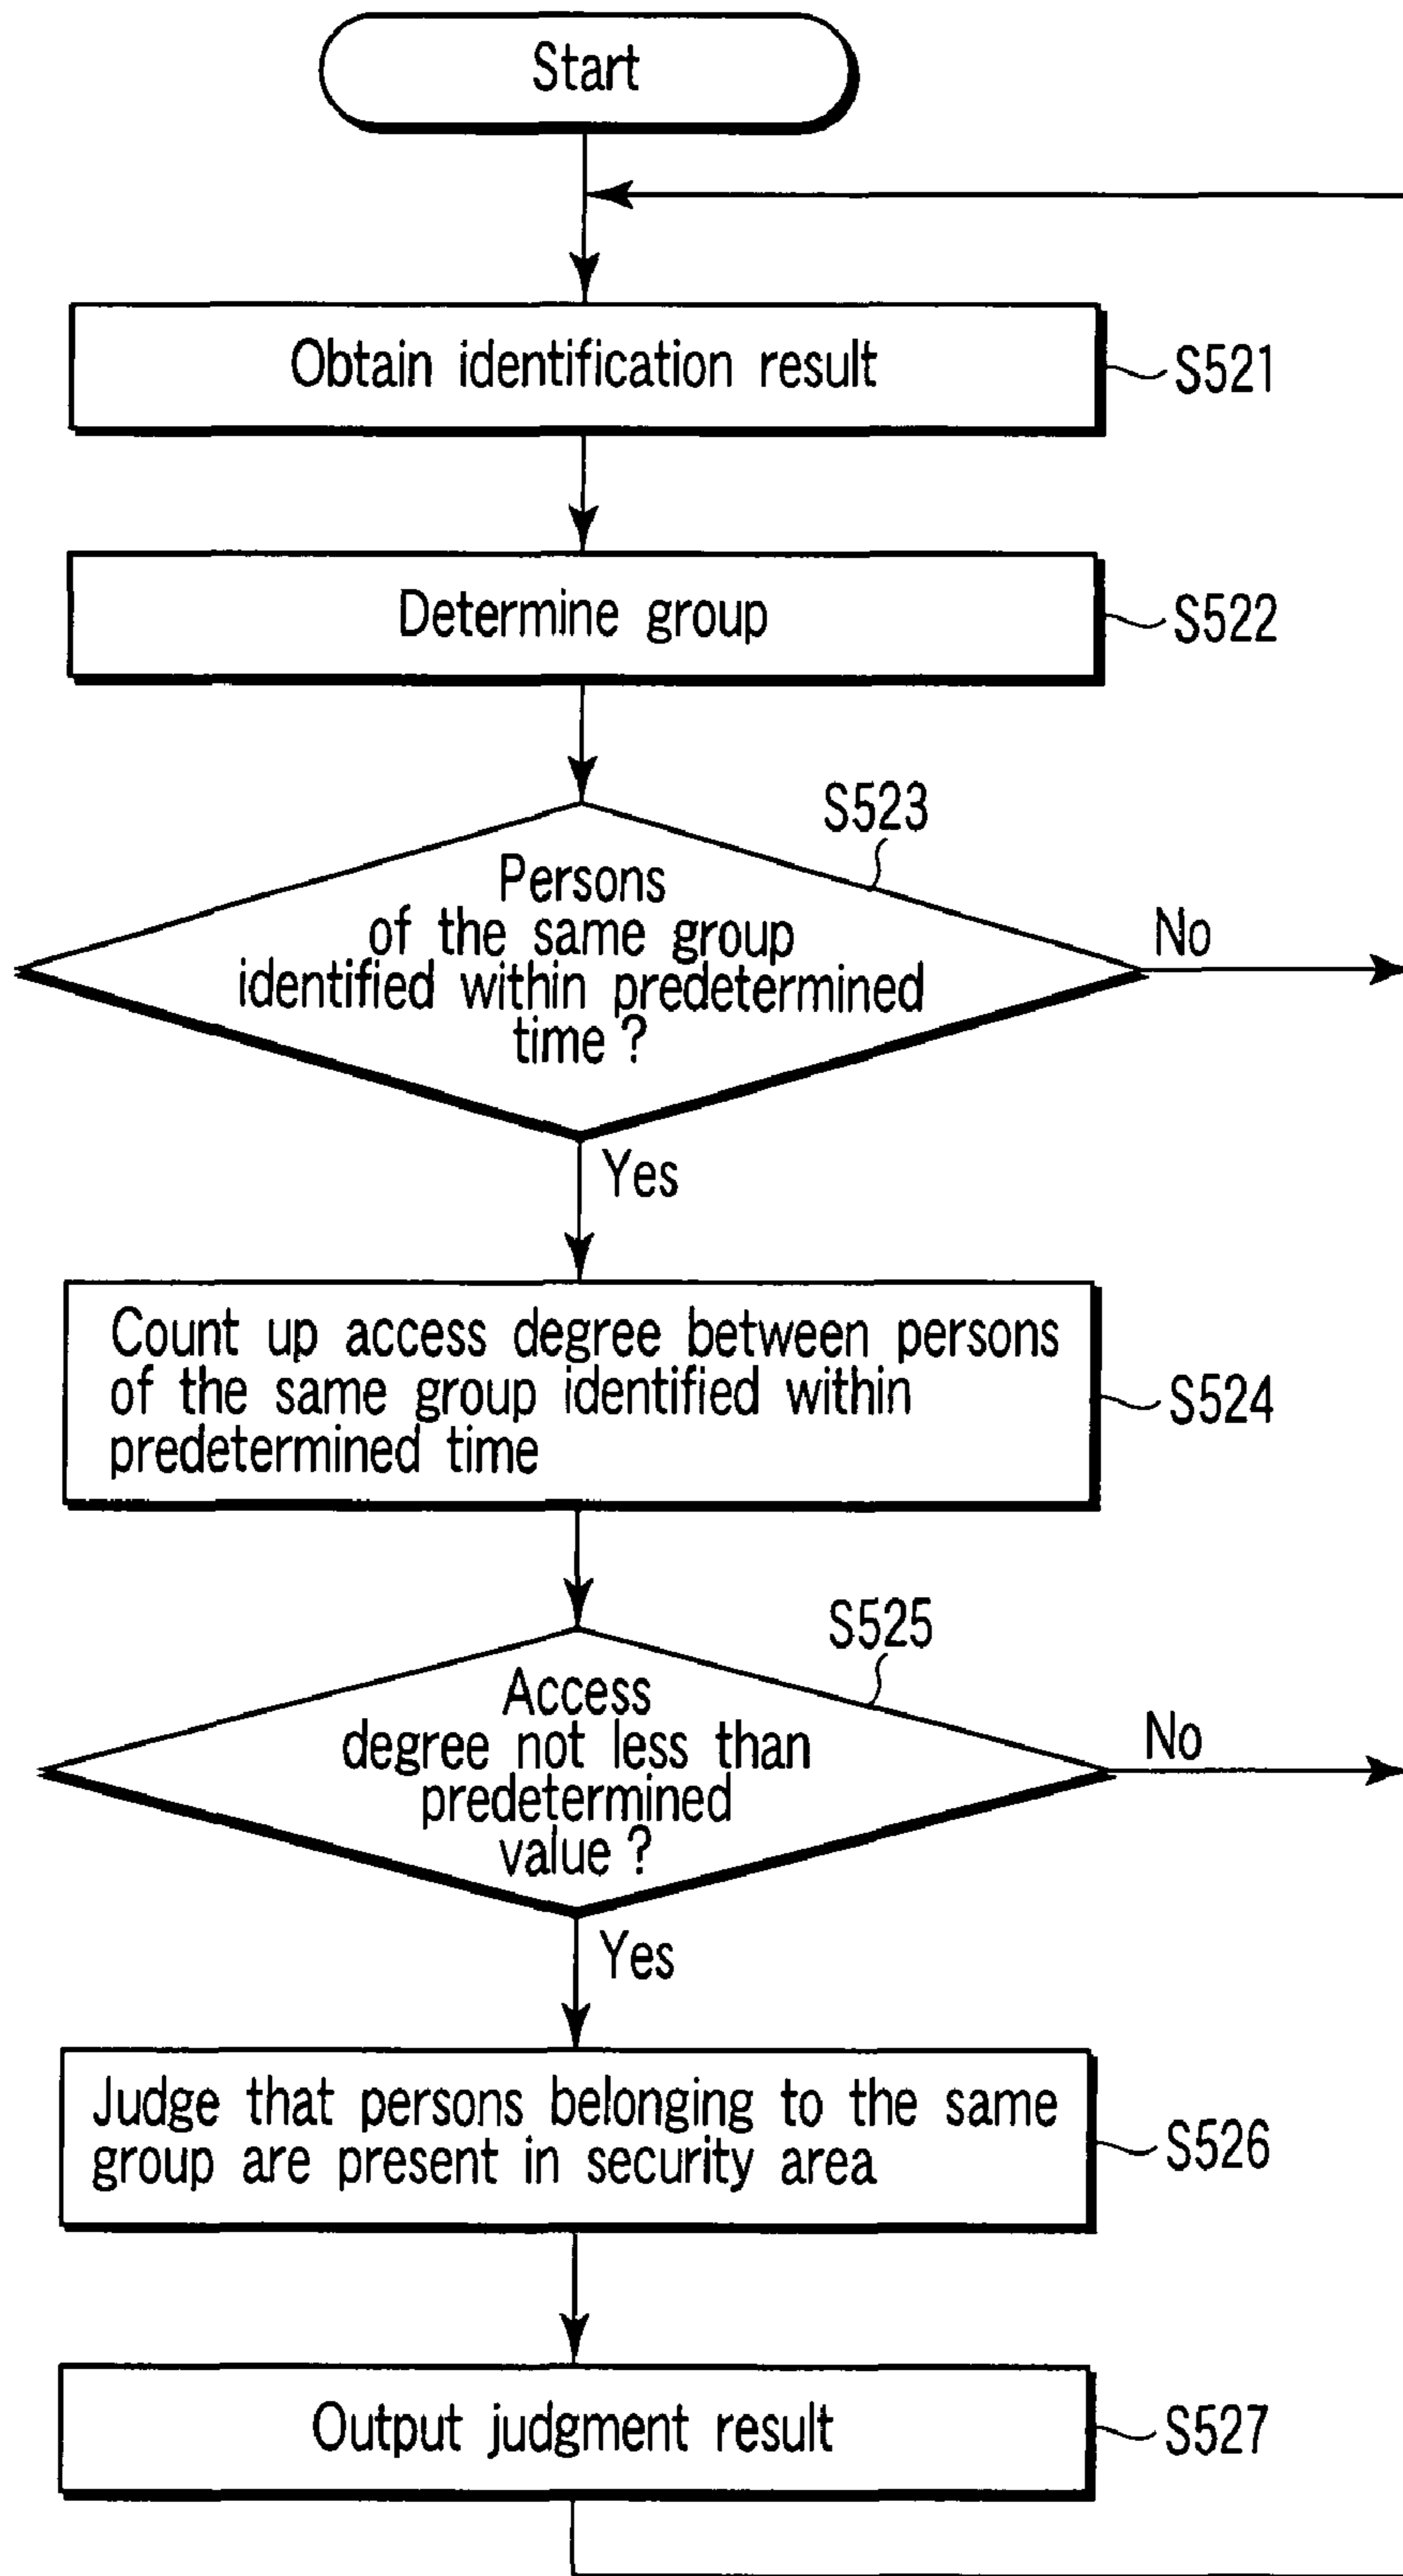 Start
Obtain identification result
S521
Determine group
S522
S523
Persons
of the same group
identified within predetermined
time ?
No
Yes
Count up access degree between persons
of the same group identified within
predetermined time
S524
S525
Access
degree not less than
predetermined
value ?
No
Yes
Judge that persons belonging to the same
group are present in security area
S526
Output judgment result
S527